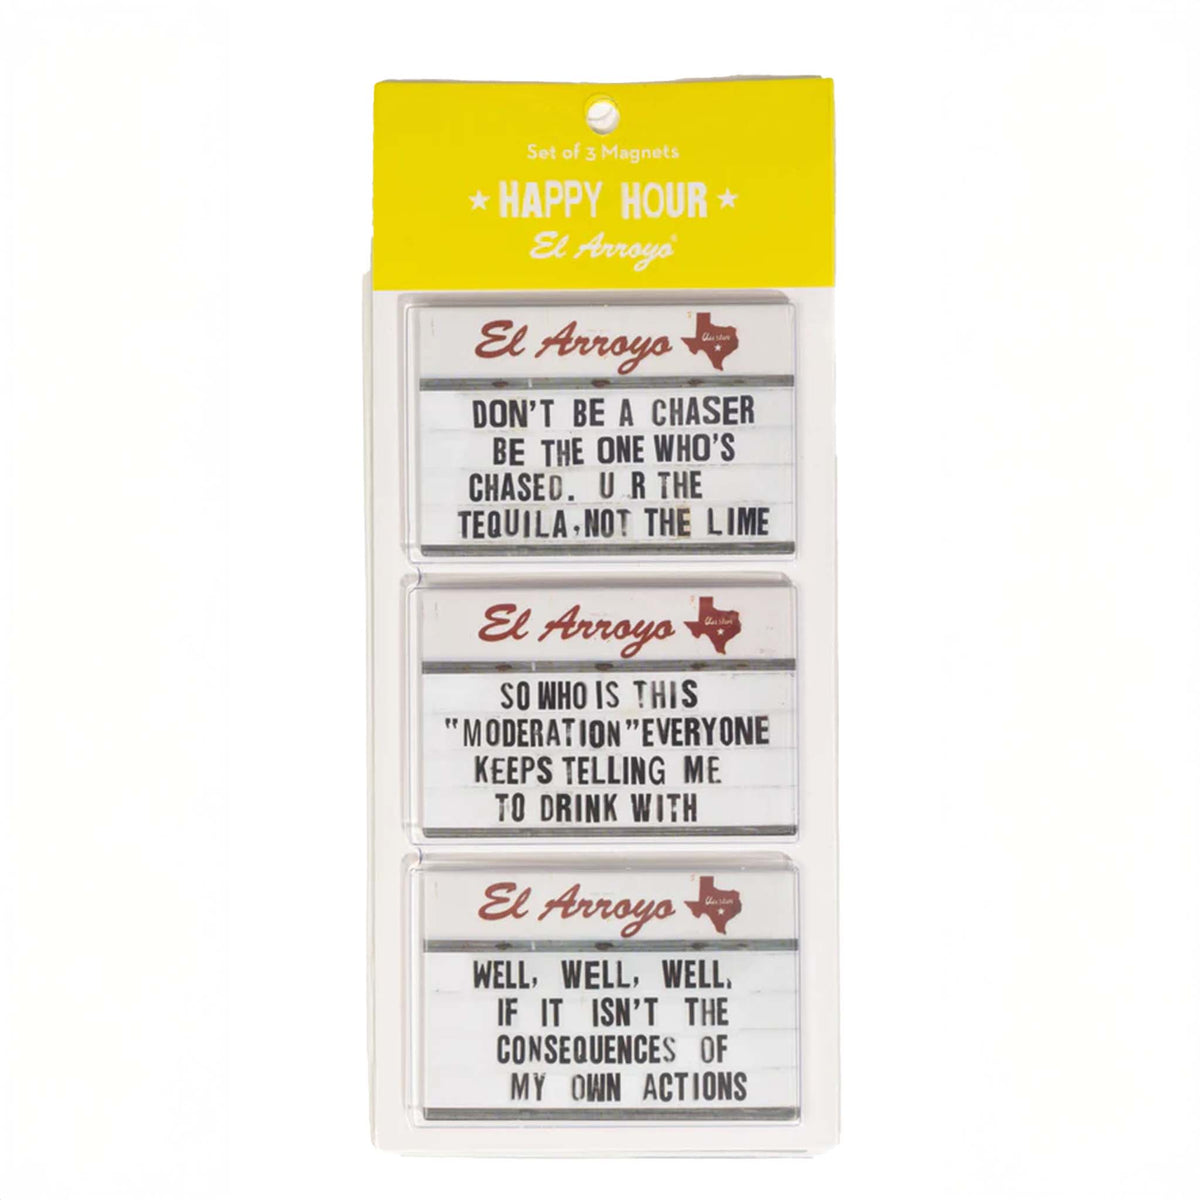 Set of 3 Magnets
HAPPY HOUR
El Arroyo®
El Arroyo
DON'T BE A CHASER
BE THE ONE WHO'S
CHASED. U R THE
TEQUILA, NOT THE LIME
El Arroyo
SO WHO IS THIS
"MODERATION" EVERYONE
KEEPS TELLING ME
TO DRINK WITH
El Arroyo
WELL, WELL, WELL,
IF IT ISN'T THE
CONSEQUENCES OF
MY OWN ACTIONS